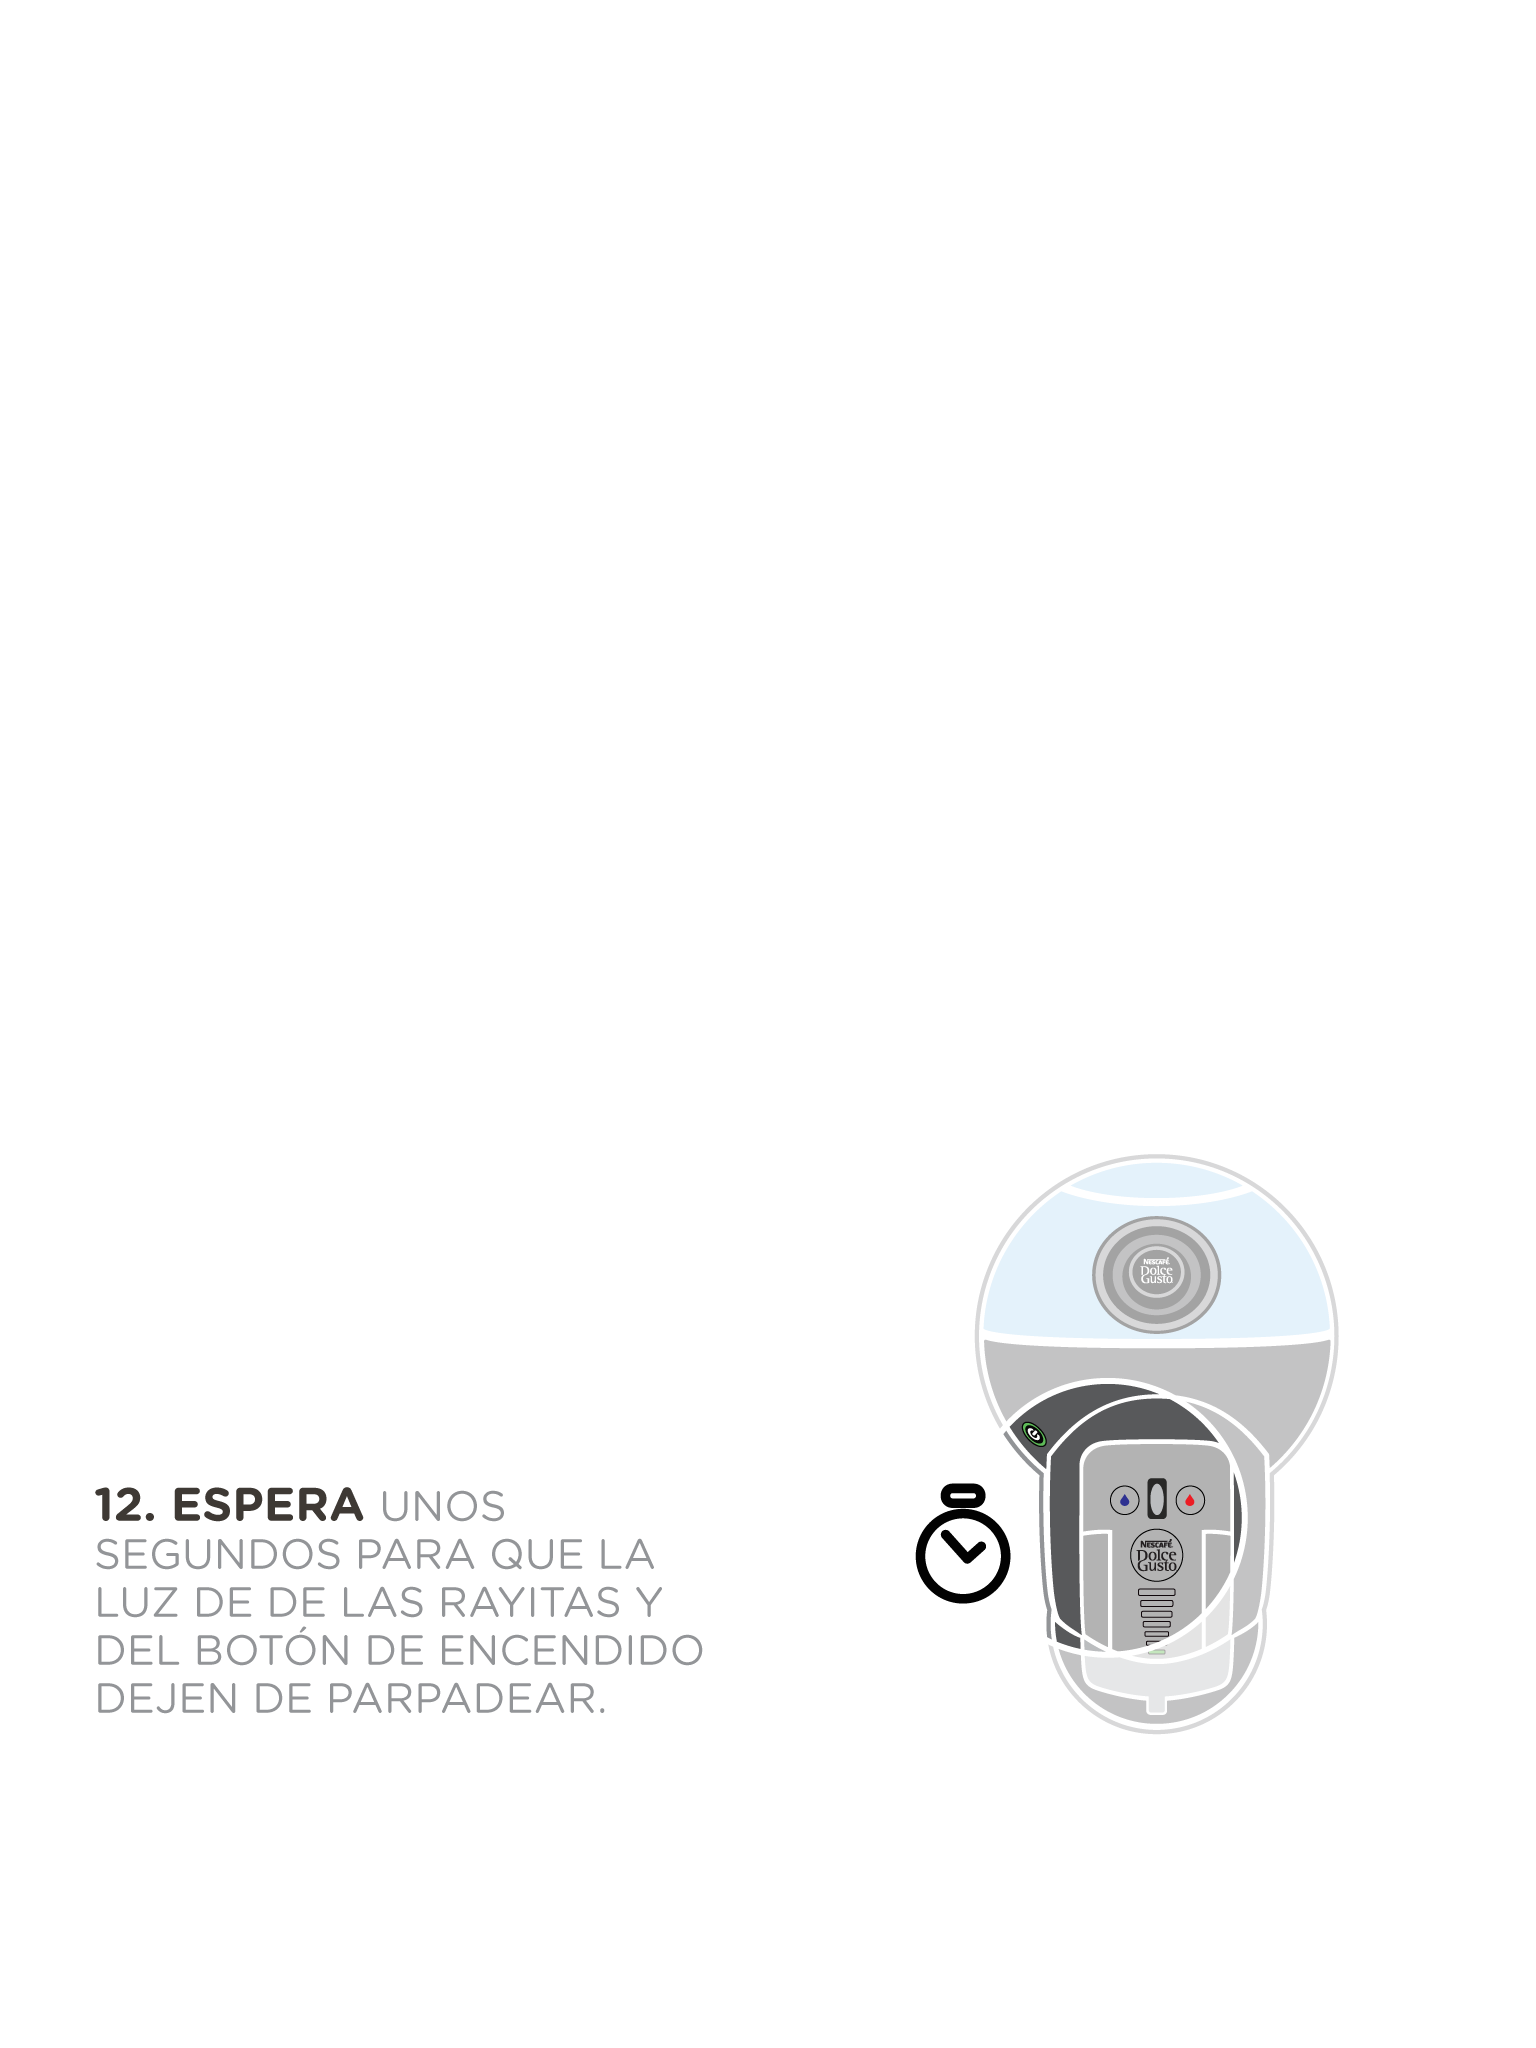 NESCAFÉ
Dolce
Gusto
12. ESPERA UNOS
SEGUNDOS PARA QUE LA
LUZ DE DE LAS RAYITAS Y
DEL BOTÓN DE ENCENDIDO
DEJEN DE PARPADEAR.
NESCAFÉ
Dolce
Gusto